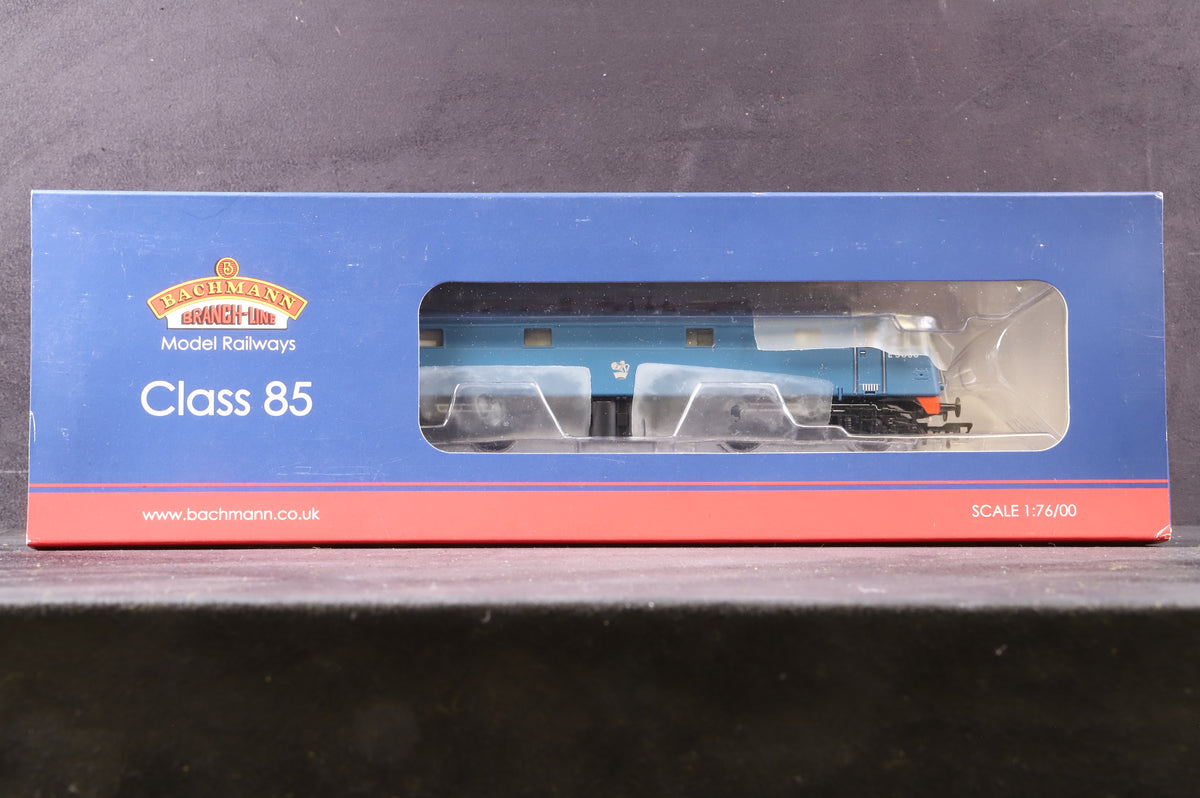 B
BACHMANN
BRANCH-LINE
Model Railways
Class 85
www.bachmann.co.uk
SCALE 1:76/00